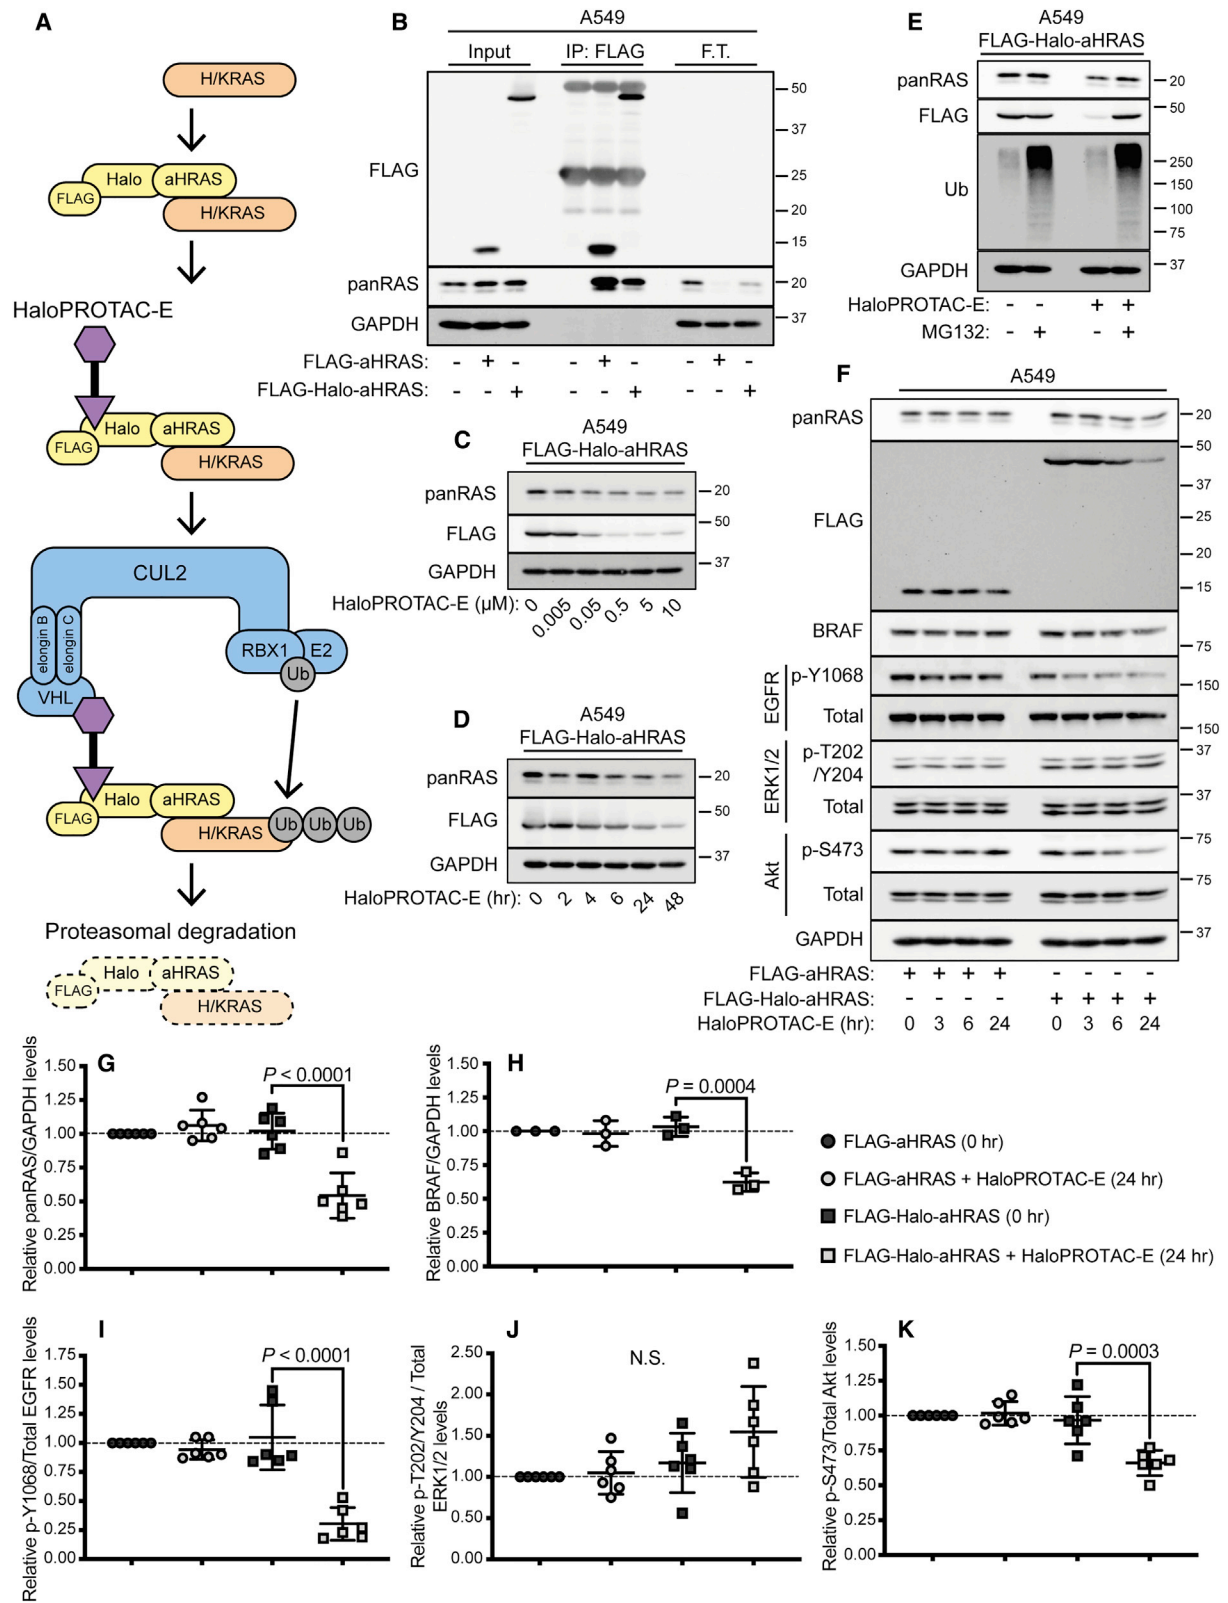 A
H/KRAS
Halo
aHRAS
FLAG
H/KRAS
HaloPROTAC-E
Halo
aHRAS
FLAG
H/KRAS
CUL2
elongin B
elongin C
RBX1
E2
Ub
VHL
Halo
aHRAS
FLAG
H/KRAS
Ub
Ub
Ub
Proteasomal degradation
Halo
aHRAS
FLAG
H/KRAS
B
A549
Input
IP: FLAG
F.T.
FLAG
50
37
25
20
15
panRAS
20
GAPDH
37
FLAG-aHRAS: - + - - + - - + -
FLAG-Halo-aHRAS: - - + - - + - - +
C
A549
FLAG-Halo-aHRAS
panRAS
20
FLAG
50
GAPDH
37
HaloPROTAC-E (μM): 0 0.005 0.05 0.5 5 10
D
A549
FLAG-Halo-aHRAS
panRAS
20
FLAG
50
GAPDH
37
HaloPROTAC-E (hr): 0 2 4 6 24 48
E
A549
FLAG-Halo-aHRAS
panRAS
20
FLAG
50
Ub
250
150
100
75
GAPDH
37
HaloPROTAC-E: - - + +
MG132: - + - +
F
A549
panRAS
20
FLAG
50
37
25
20
15
BRAF
75
EGFR
p-Y1068
150
Total
150
ERK1/2
p-T202
/Y204
37
Total
37
Akt
p-S473
75
Total
75
GAPDH
37
FLAG-aHRAS: + + + + - - - -
FLAG-Halo-aHRAS: - - - - + + + +
HaloPROTAC-E (hr): 0 3 6 24 0 3 6 24
G
Relative panRAS/GAPDH levels
1.50
1.25
1.00
0.75
0.50
0.25
0.00
P < 0.0001
H
Relative BRAF/GAPDH levels
1.50
1.25
1.00
0.75
0.50
0.25
0.00
P = 0.0004
FLAG-aHRAS (0 hr)
FLAG-aHRAS + HaloPROTAC-E (24 hr)
FLAG-Halo-aHRAS (0 hr)
FLAG-Halo-aHRAS + HaloPROTAC-E (24 hr)
I
Relative p-Y1068/Total EGFR levels
1.75
1.50
1.25
1.00
0.75
0.50
0.25
0.00
P < 0.0001
J
Relative p-T202/Y204 / Total
ERK1/2 levels
2.50
2.00
1.50
1.00
0.50
0.00
N.S.
K
Relative p-S473/Total Akt levels
1.50
1.25
1.00
0.75
0.50
0.25
0.00
P = 0.0003